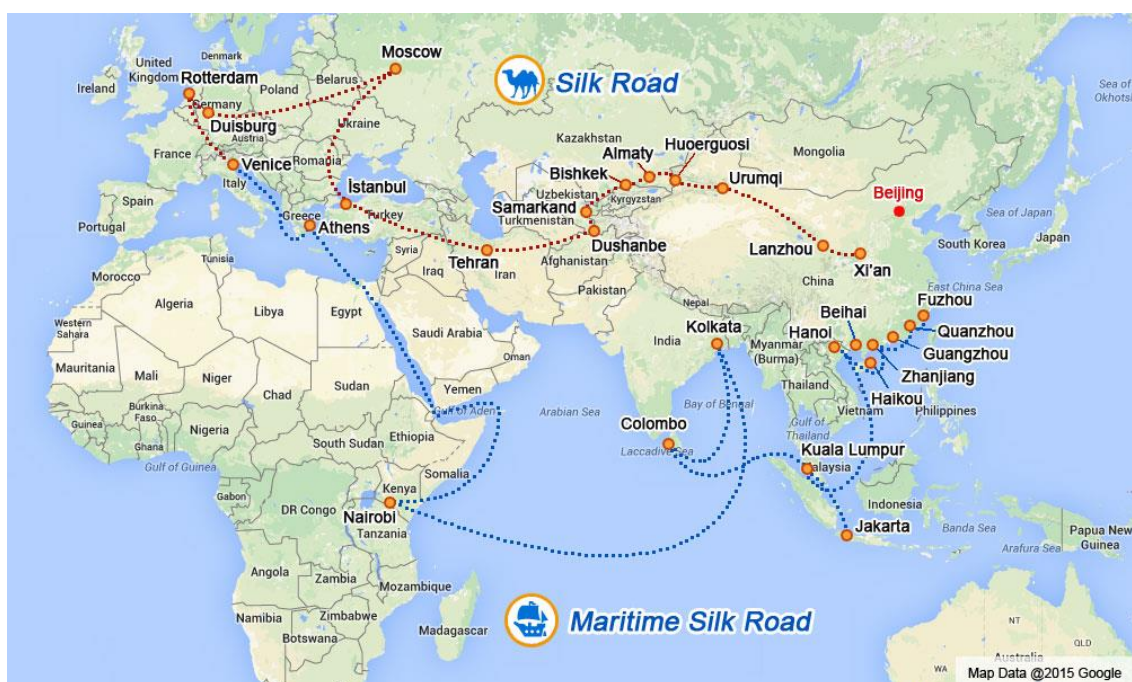 Sea of Okhotsk
Moscow
Silk Road
United Kingdom
Denmark
Ireland
Rotterdam
Belarus
Poland
Germany
Duisburg
Ukraine
Kazakhstan
Mongolia
Austria
France
Venice
Romania
Almaty
Huoerguosi
Bishkek
Urumqi
Beijing
Italy
İstanbul
Uzbekistan
Kyrgyzstan
Samarkand
Turkmenistan
Sea of Japan
Spain
Portugal
Greece
Athens
Turkey
Dushanbe
Lanzhou
Xi'an
South Korea
Japan
Tunisia
Syria
Tehran
Iran
Iraq
Afghanistan
China
Morocco
Pakistan
East China Sea
Algeria
Libya
Egypt
Nepal
Fuzhou
Western Sahara
Saudi Arabia
Kolkata
Beihai
Hanoi
Quanzhou
India
Myanmar (Burma)
Guangzhou
Oman
Mauritania
Mali
Niger
Chad
Sudan
Yemen
Zhanjiang
Thailand
Haikou
Burkina Faso
Gulf of Aden
Arabian Sea
Bay of Bengal
Vietnam
Philippines
Guinea
Nigeria
Ghana
South Sudan
Ethiopia
Colombo
Gulf of Thailand
Laccadive Sea
Kuala Lumpur
Malaysia
Gulf of Guinea
Somalia
Gabon
Kenya
DR Congo
Nairobi
Tanzania
Indonesia
Jakarta
Banda Sea
Papua New Guinea
Arafura Sea
Angola
Zambia
Mozambique
Namibia
Zimbabwe
Botswana
Madagascar
Maritime Silk Road
NT
QLD
Australia
WA
Map Data @2015 Google